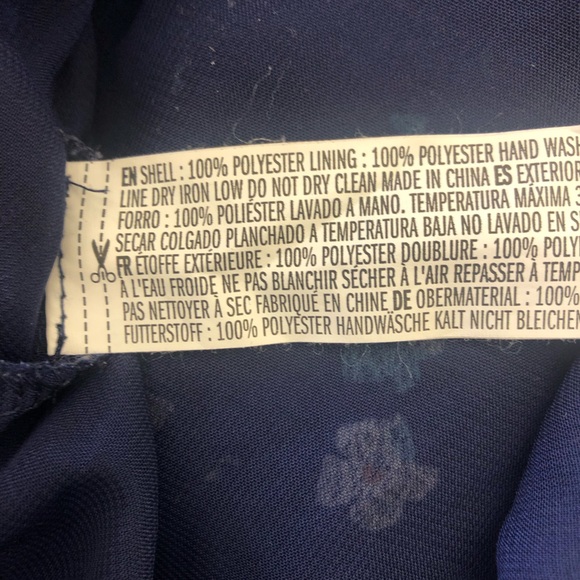 EN SHELL : 100% POLYESTER LINING : 100% POLYESTER HAND WASH
LINE DRY IRON LOW DO NOT DRY CLEAN MADE IN CHINA ES EXTERIOR
FORRO : 100% POLIÉSTER LAVADO A MANO. TEMPERATURA MÁXIMA 3
SECAR COLGADO PLANCHADO A TEMPERATURA BAJA NO LAVADO EN S
FR ÉTOFFE EXTÉRIEURE : 100% POLYESTER DOUBLURE : 100% POLY
À L'EAU FROIDE NE PAS BLANCHIR SÉCHER À L'AIR REPASSER À TEMP
PAS NETTOYER À SEC FABRIQUÉ EN CHINE DE OBERMATERIAL : 100%
FUTTERSTOFF : 100% POLYESTER HANDWÄSCHE KALT NICHT BLEICHEN